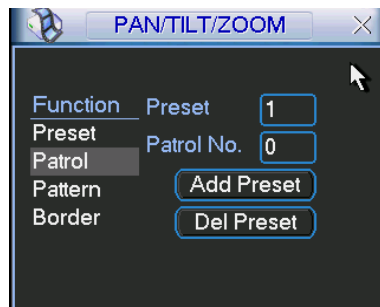 PAN/TILT/ZOOM
Function
Preset
Patrol
Pattern
Border
Preset 1
Patrol No. 0
Add Preset
Del Preset